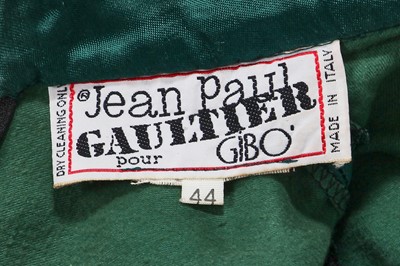 DRY CLEANING ONLY
® Jean Paul
GAULTIER
pour GiBO'
MADE IN ITALY
44